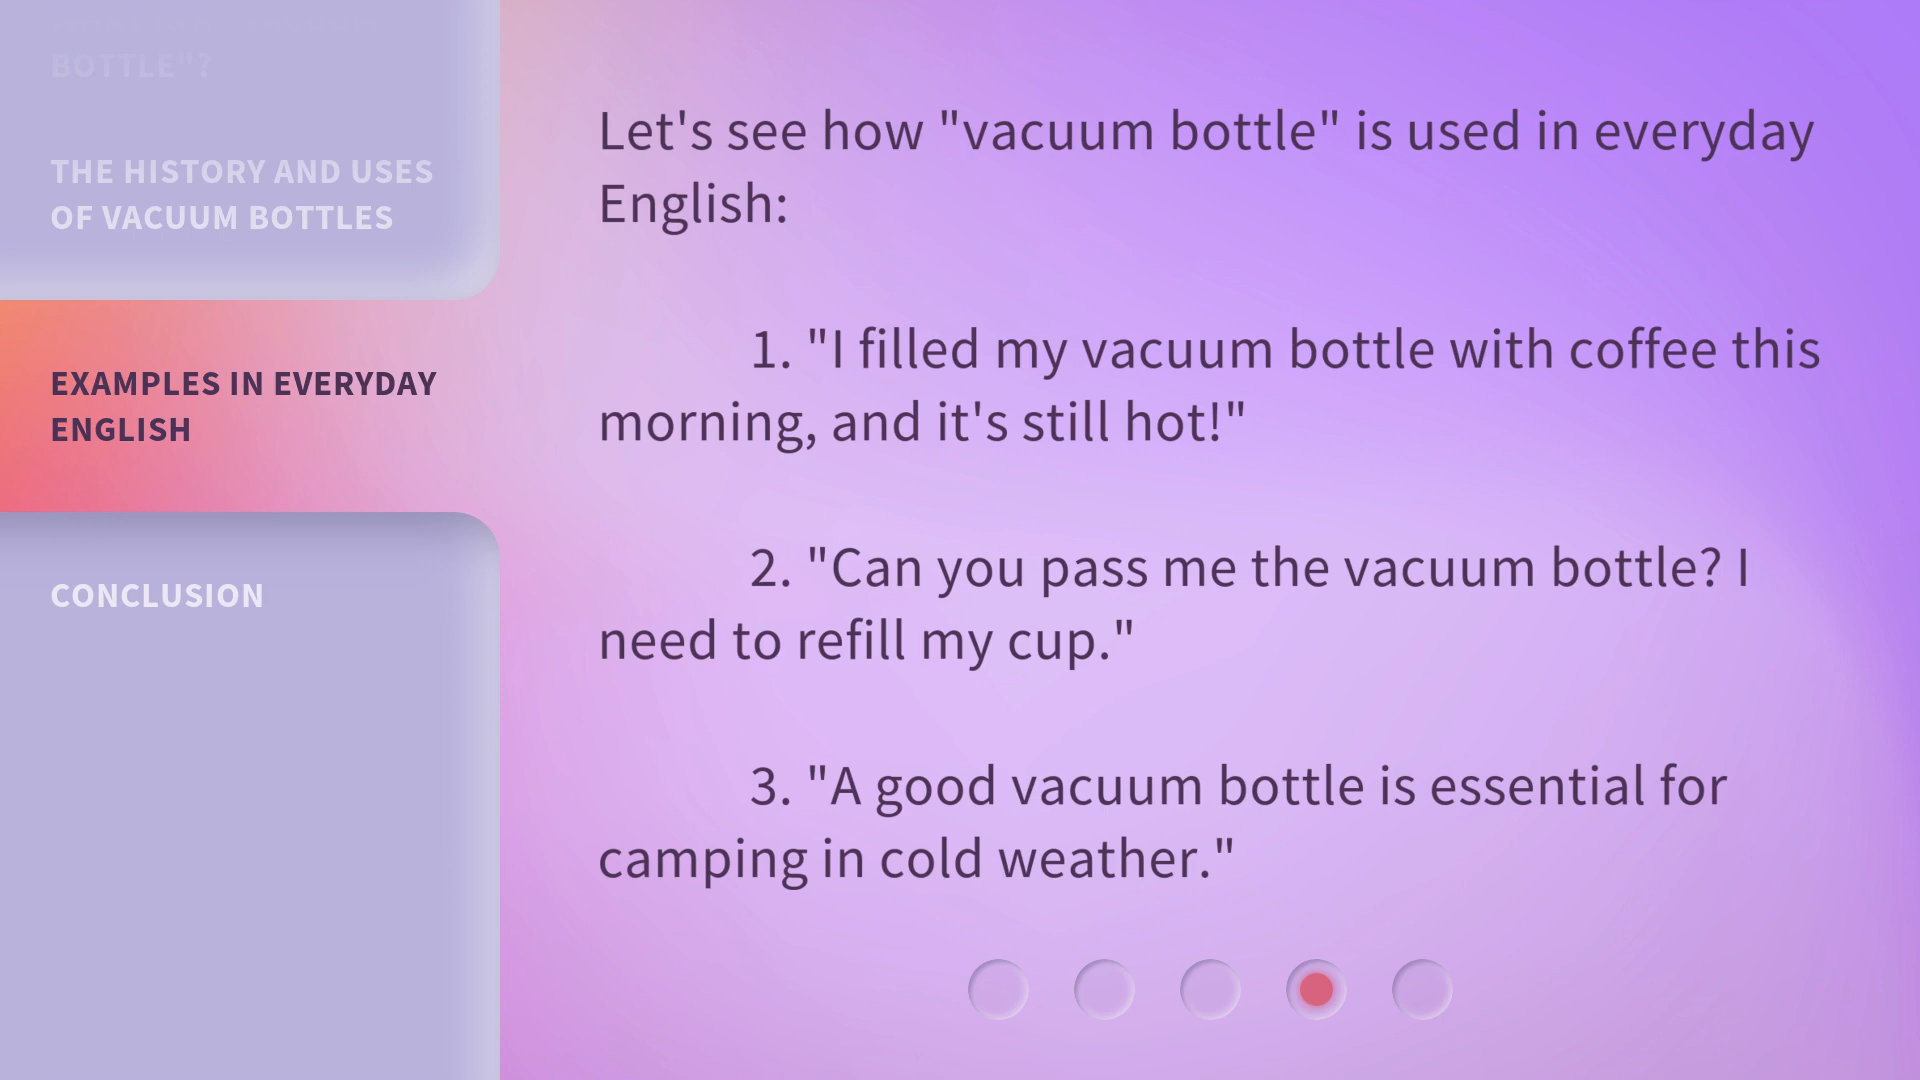 BOTTLE"?
THE HISTORY AND USES
OF VACUUM BOTTLES
EXAMPLES IN EVERYDAY
ENGLISH
CONCLUSION
Let's see how "vacuum bottle" is used in everyday
English:
1. "I filled my vacuum bottle with coffee this
morning, and it's still hot!"
2. "Can you pass me the vacuum bottle? I
need to refill my cup."
3. "A good vacuum bottle is essential for
camping in cold weather."